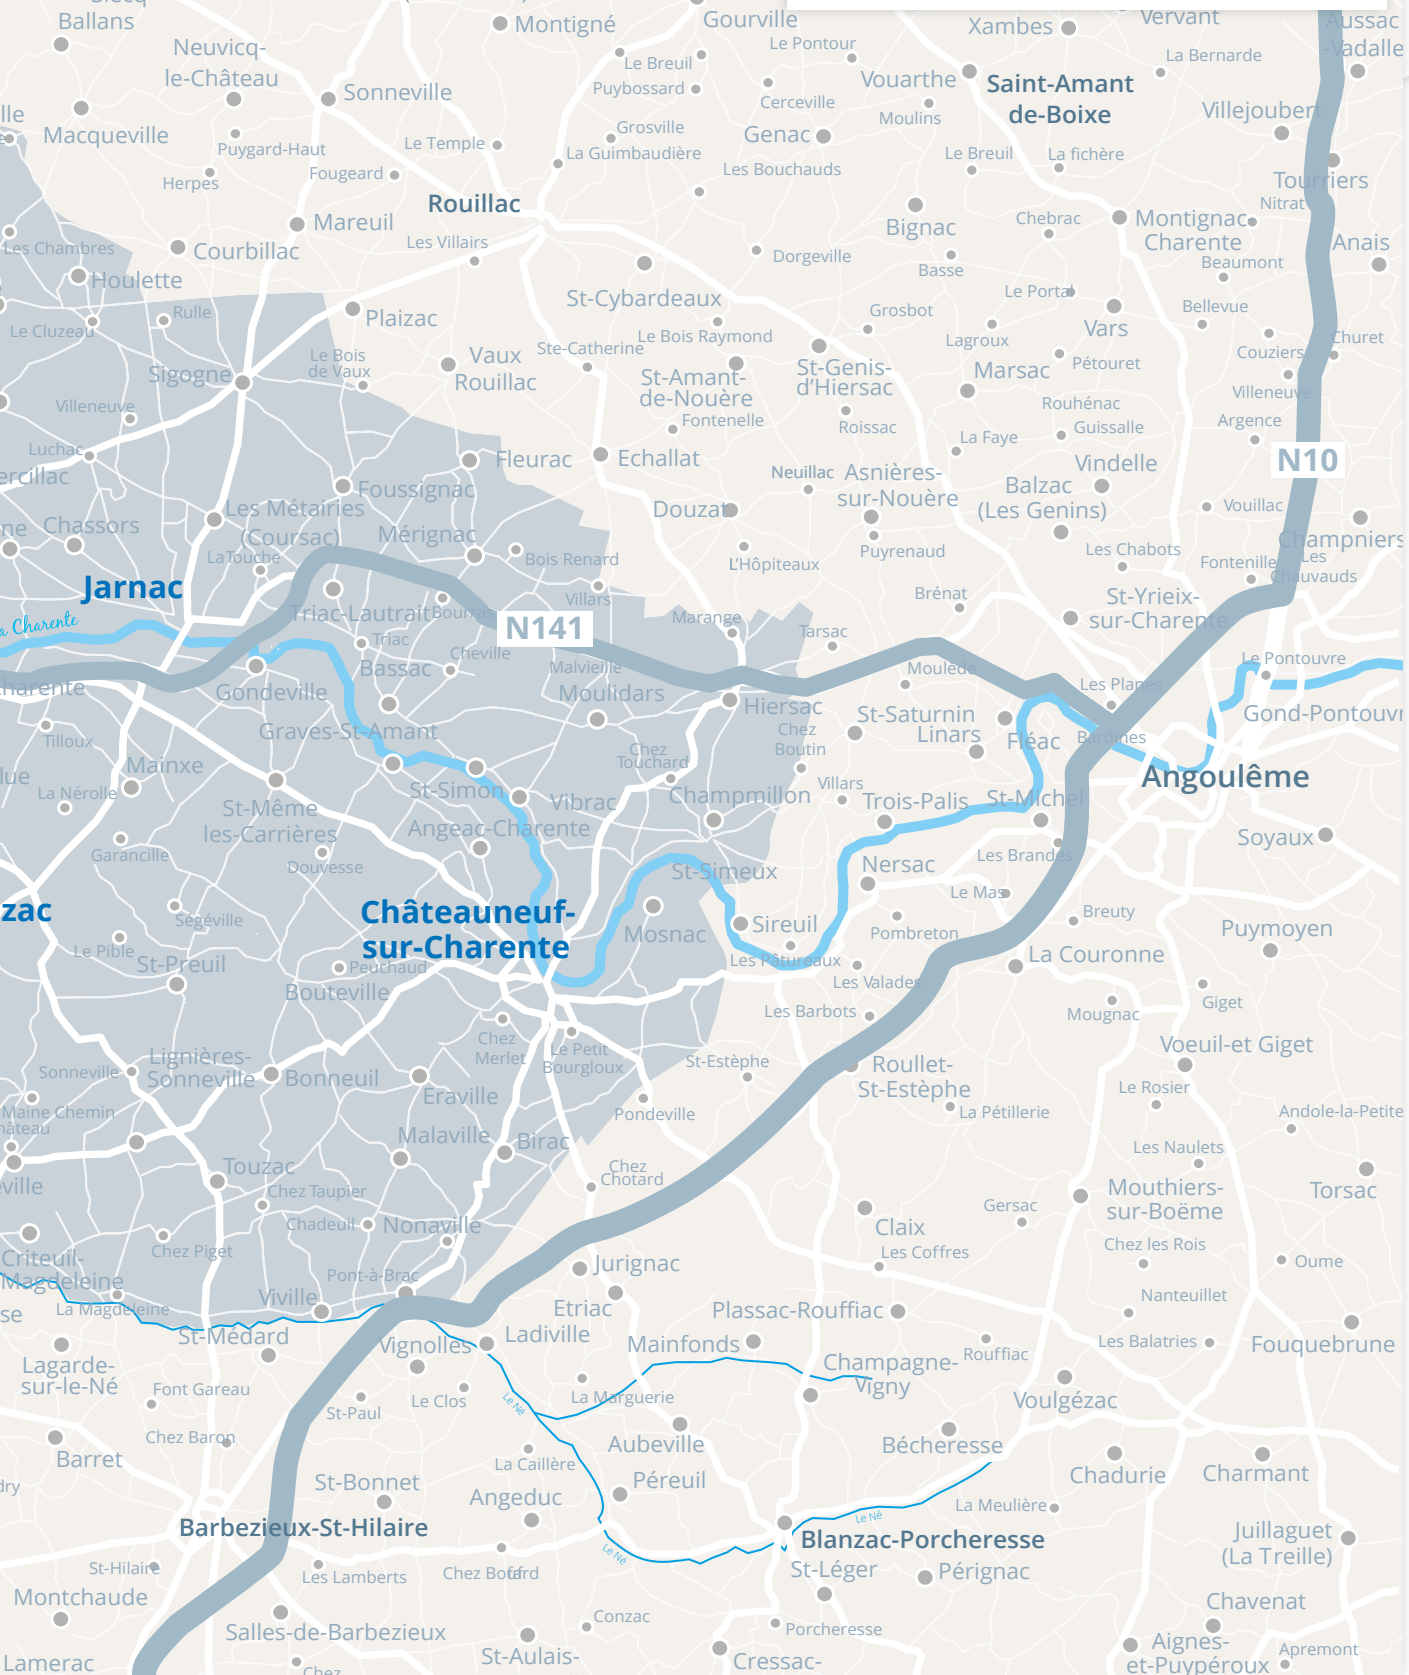 Ballans
Montigné
Gourville
Xambes
Vervant
Aussac
-Vadalle
Neuvicq-
le-Château
Le Pontour
La Bernarde
Le Breuil
Puybossard
Vouarthe
Saint-Amant
de-Boixe
Sonneville
Cerceville
Moulins
Villejoubert
Macqueville
Grosville
Genac
Puygard-Haut
Le Temple
La Guimbaudière
Le Breuil
La fichère
Herpes
Fougeard
Les Bouchauds
Tourriers
Nitrat
Rouillac
Mareuil
Bignac
Chebrac
Montignac
Charente
Anais
Les Chambres
Courbillac
Les Villairs
Dorgeville
Basse
Beaumont
Houlette
Le Portal
St-Cybardeaux
Grosbot
Bellevue
Rulle
Plaizac
Vars
Le Cluzeau
Le Bois Raymond
Lagroux
Churet
Le Bois
de Vaux
Vaux
Rouillac
Ste-Catherine
Couziers
Sigogne
St-Amant-
de-Nouère
St-Genis-
d'Hiersac
Marsac
Pétouret
Villeneuve
Villeneuve
Rouhénac
Fontenelle
Roissac
Guissalle
Argence
Luchac
La Faye
Fleurac
Echallat
N10
Vindelle
ercillac
Neuillac
Asnières-
sur-Nouère
Balzac
(Les Genins)
Foussignac
Les Métairies
(Coursac)
Douzat
Vouillac
ne
Chassors
Mérignac
Champniers
La Touche
Bois Renard
L'Hôpiteaux
Puyrenaud
Les Chabots
Fontenille
Les
Chauvauds
Jarnac
Villars
Brénat
St-Yrieix-
sur-Charente
Triac-Lautrait
Bourras
a Charente
N141
Marange
Tarsac
Triac
Cheville
Bassac
Malvieille
Moulede
Le Pontouvre
harente
Gondeville
Moulidars
Les Planes
Hiersac
St-Saturnin
Gond-Pontouvr
Tilloux
Graves-St-Amant
Chez
Boutin
Linars
Fléac
Bardines
Chez
Touchard
Mainxe
lue
La Nérolle
St-Simon
Vibrac
Villars
Angoulême
Champmillon
Trois-Palis
St-Michel
St-Même
les-Carrières
Angeac-Charente
Soyaux
Garancille
Douvesse
St-Simeux
Nersac
Les Brandes
Le Mas
zac
Châteauneuf-
sur-Charente
Ségéville
Sireuil
Breuty
Mosnac
Pombreton
Puymoyen
Le Pible
St-Preuil
Peuchaud
Les Pâtureaux
La Couronne
Bouteville
Les Valades
Giget
Les Barbots
Mougnac
Chez
Merlet
Le Petit
Bourgloux
Voeuil-et Giget
Lignières-
Sonneville
Sonneville
Bonneuil
St-Estèphe
Roullet-
St-Estèphe
Eraville
Le Rosier
Maine Chemin
Pondeville
La Pétillerie
Andole-la-Petite
Malaville
Birac
Les Naulets
Touzac
Chez
Chotard
Mouthiers-
sur-Boëme
Torsac
éville
Chez Taupier
Gersac
Chadeuil
Nonaville
Claix
Chez Piget
Les Coffres
Chez les Rois
Oume
Criteuil-
Magdeleine
Jurignac
Pont-à-Brac
Nanteuillet
Viville
La Magdeleine
Etriac
Plassac-Rouffiac
se
St-Médard
Vignolles
Ladiville
Mainfonds
Rouffiac
Les Balatries
Fouquebrune
Lagarde-
sur-le-Né
Champagne-
Vigny
Font Gareau
Le Clos
Le Né
La Marguerie
Voulgézac
St-Paul
Chez Baron
Aubeville
Bécheresse
Barret
La Caillère
Chadurie
Charmant
St-Bonnet
Péreuil
dry
Angeduc
La Meulière
Le Né
Barbezieux-St-Hilaire
Blanzac-Porcheresse
Juillaguet
(La Treille)
Le Né
St-Hilaire
Les Lamberts
St-Léger
Pérignac
Montchaude
Chavenat
Conzac
Salles-de-Barbezieux
Porcheresse
Aignes-
et-Puypéroux
St-Aulais-
Apremont
Lamerac
Cressac-
Chez